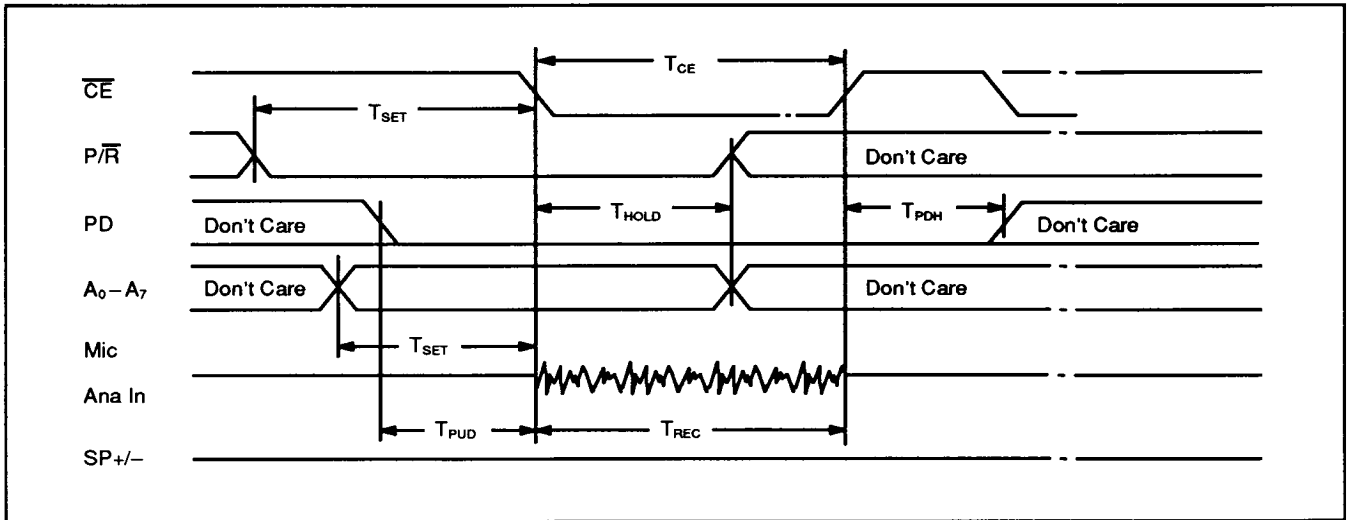 T_CE
C̅E̅
T_SET
P/R̅
Don't Care
PD
Don't Care
T_HOLD
T_PDH
Don't Care
A₀–A₇
Don't Care
Don't Care
Mic
T_SET
Ana In
T_PUD
T_REC
SP+/–